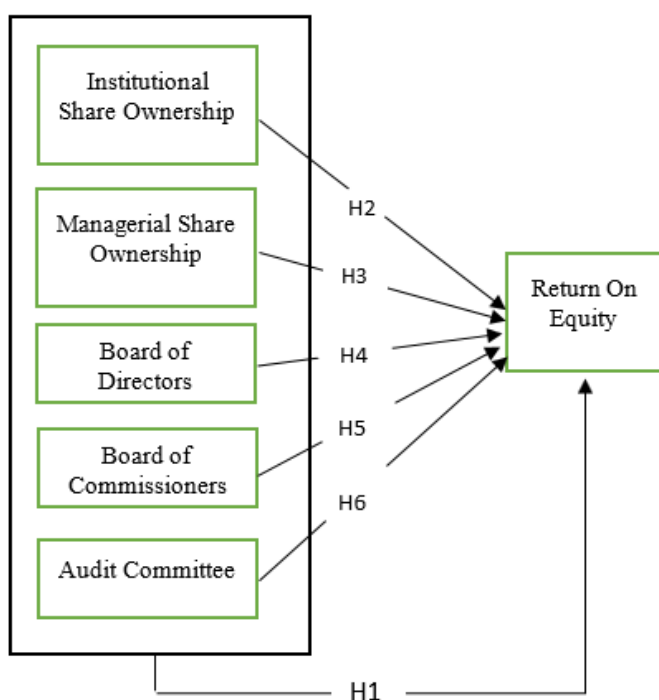 Institutional
Share Ownership
H2
Managerial Share
Ownership
H3
Return On
Equity
Board of
Directors
H4
Board of
Commissioners
H5
H6
Audit Committee
H1